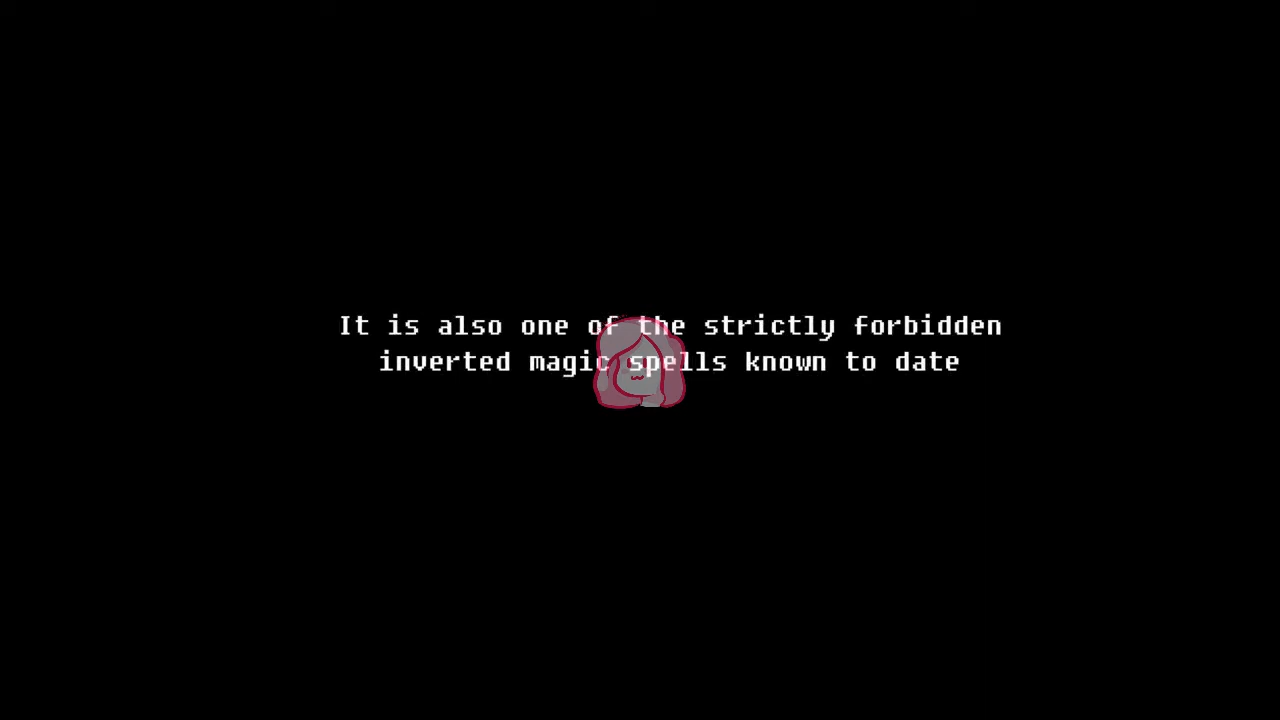 It is also one of the strictly forbidden
inverted magic spells known to date